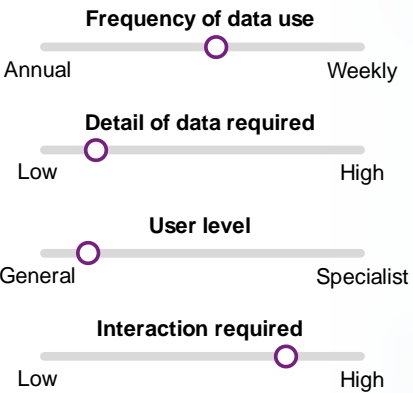 Frequency of data use
Annual Weekly
Detail of data required
Low High
User level
General Specialist
Interaction required
Low High